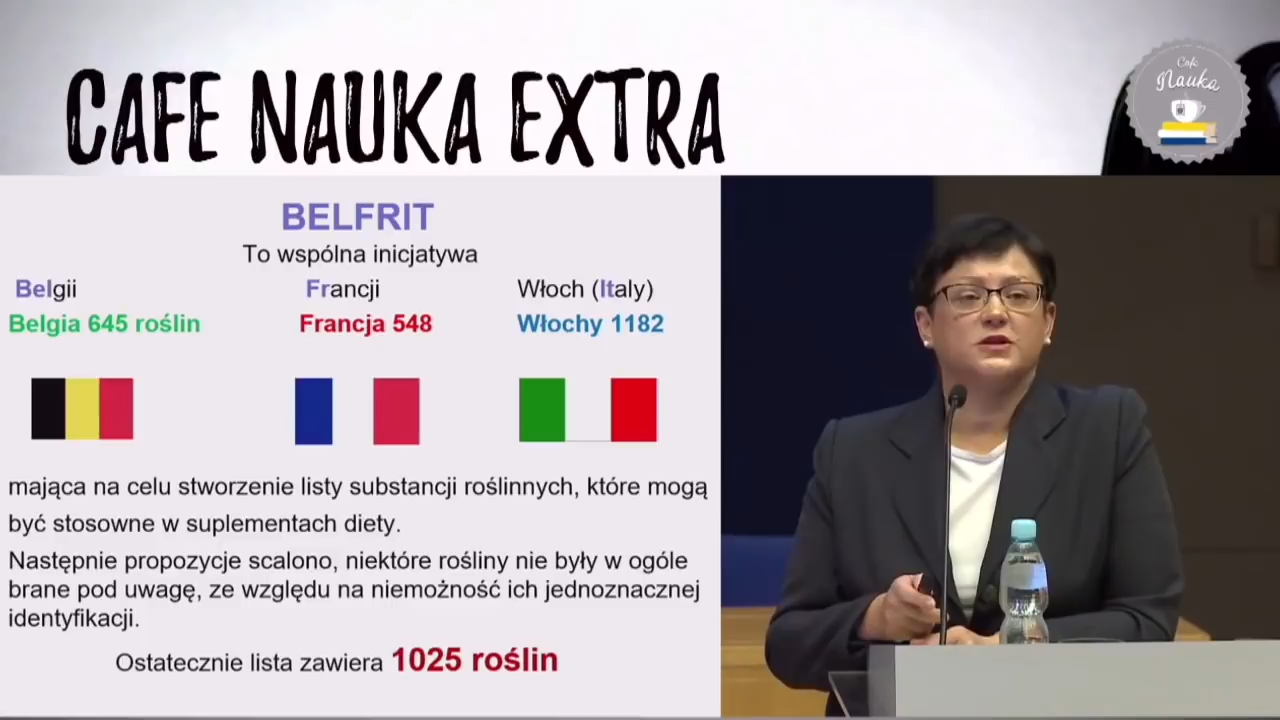 CAFE NAUKA EXTRA
Cafe
Nauka
BELFRIT
To wspólna inicjatywa
Belgii Francji Włoch (Italy)
Belgia 645 roślin Francja 548 Włochy 1182
mająca na celu stworzenie listy substancji roślinnych, które mogą
być stosowne w suplementach diety.
Następnie propozycje scalono, niektóre rośliny nie były w ogóle
brane pod uwagę, ze względu na niemożność ich jednoznacznej
identyfikacji.
Ostatecznie lista zawiera 1025 roślin